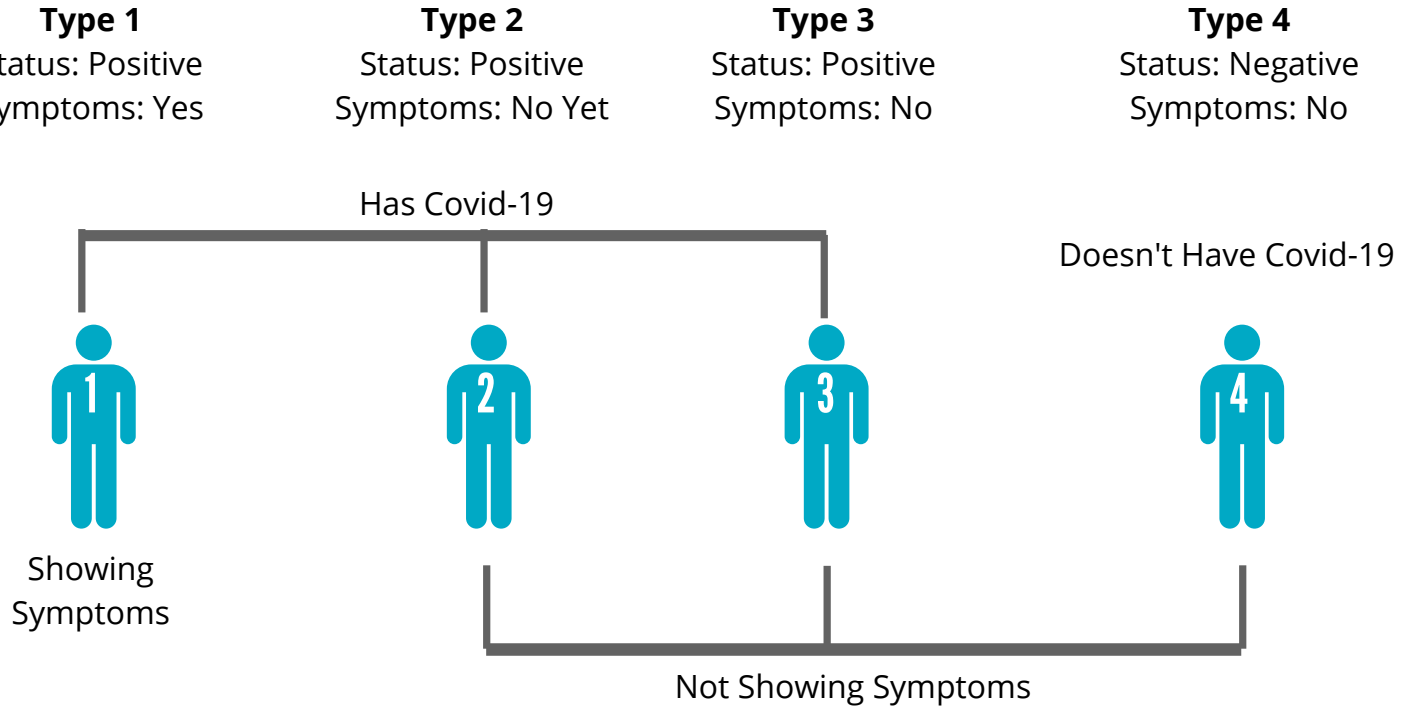 Type 1
tatus: Positive
ymptoms: Yes
Type 2
Status: Positive
Symptoms: No Yet
Type 3
Status: Positive
Symptoms: No
Type 4
Status: Negative
Symptoms: No
Has Covid-19
Doesn't Have Covid-19
1
2
3
4
Showing
Symptoms
Not Showing Symptoms